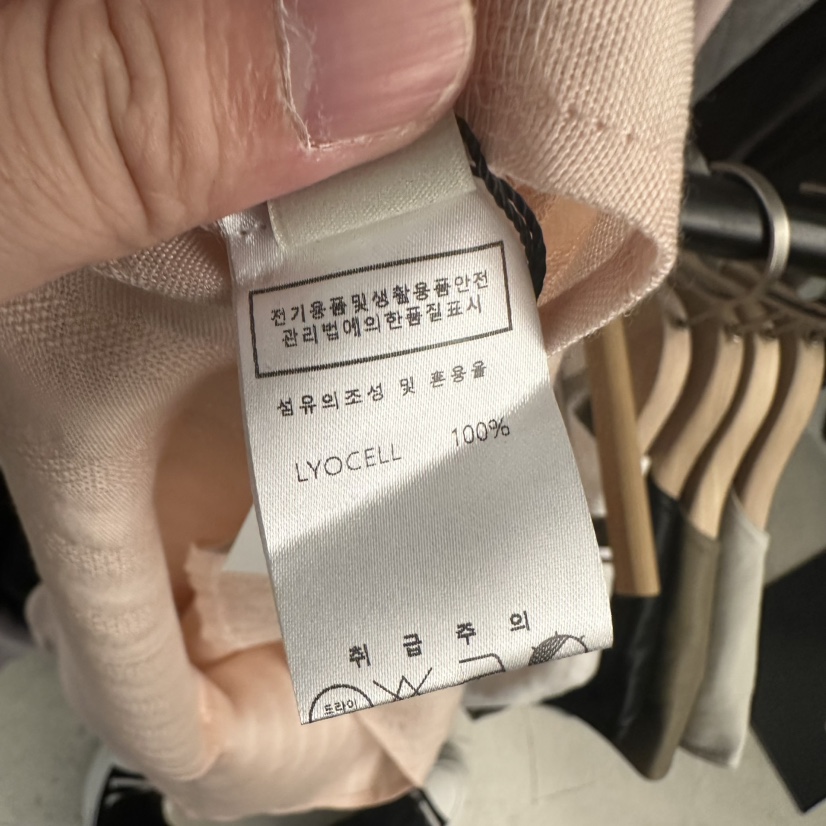 전기용품및생활용품안전
관리법에의한품질표시
섬유의조성 및 혼용율
LYOCELL 100%
취 급 주 의
드라이